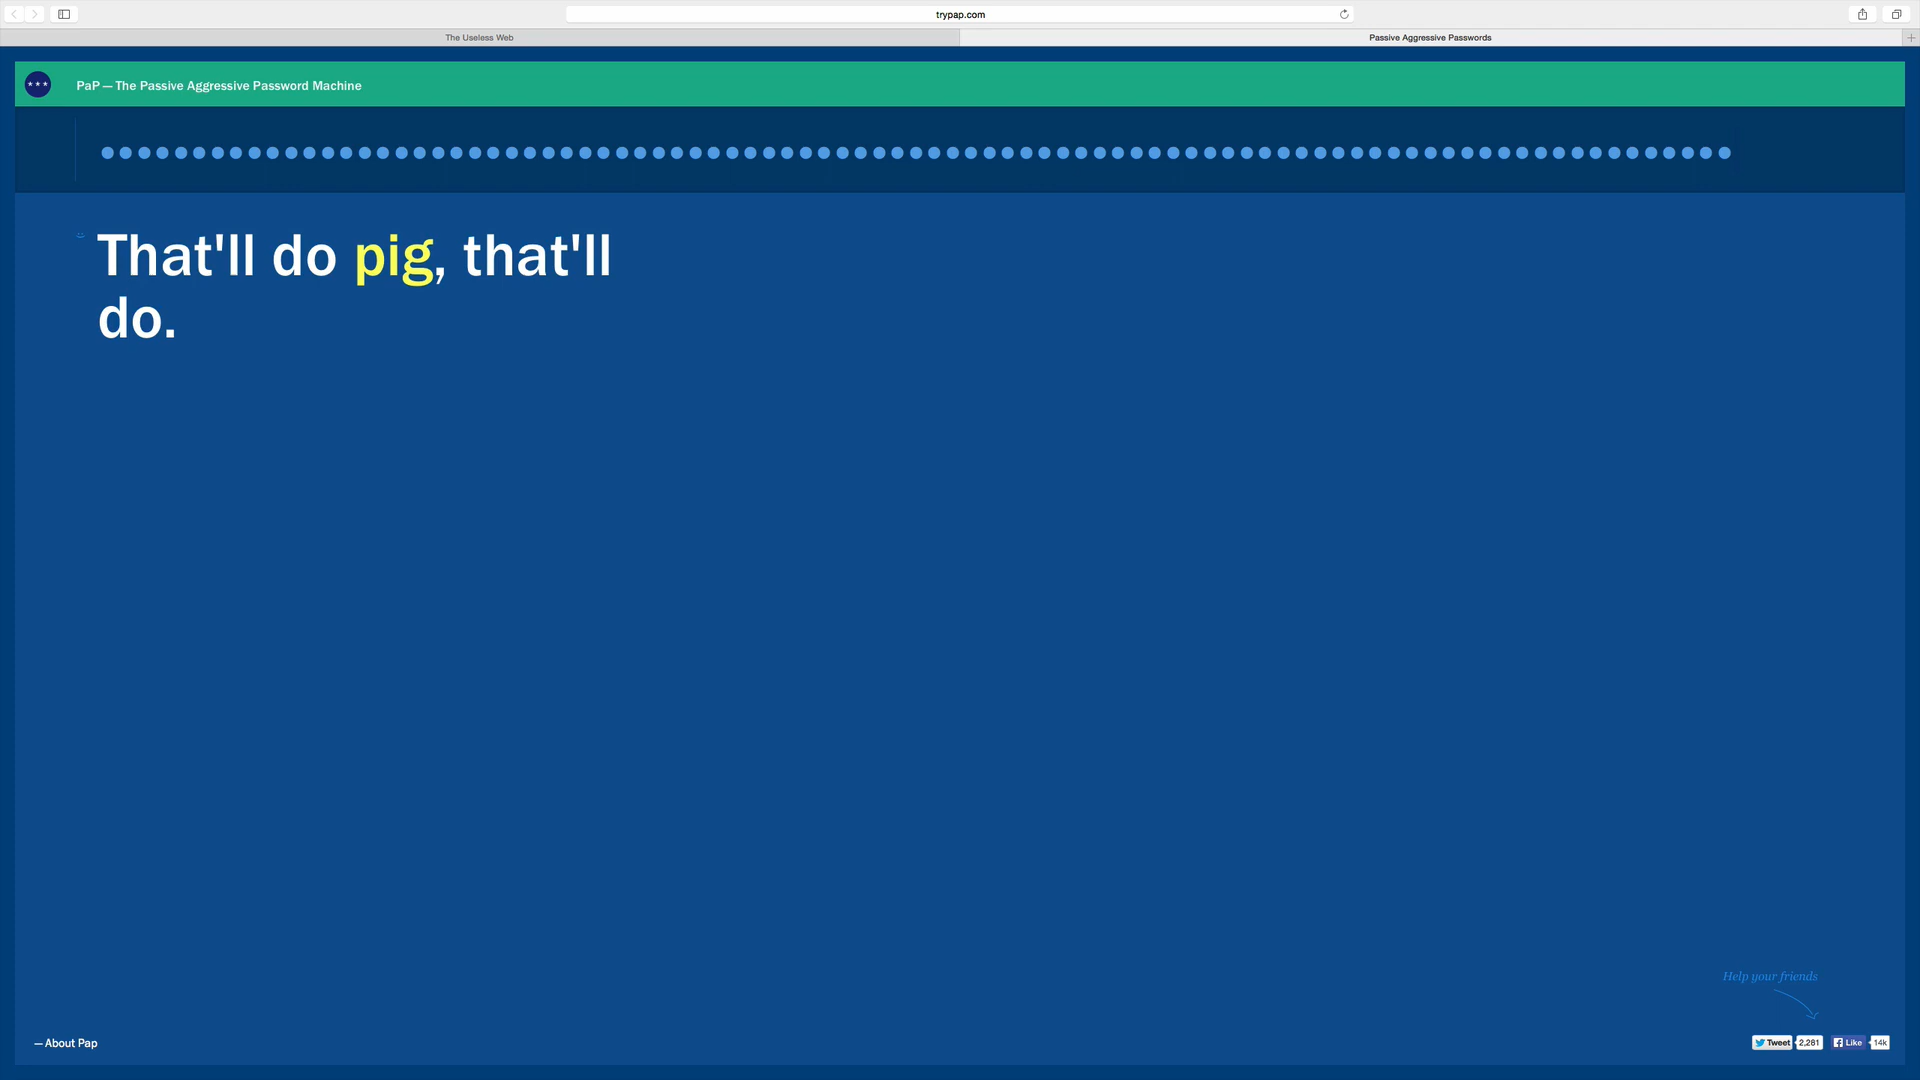 trypap.com
The Useless Web
Passive Aggressive Passwords
PaP — The Passive Aggressive Password Machine
That'll do pig, that'll
do.
Help your friends
— About Pap
Tweet 2,281 Like 14k